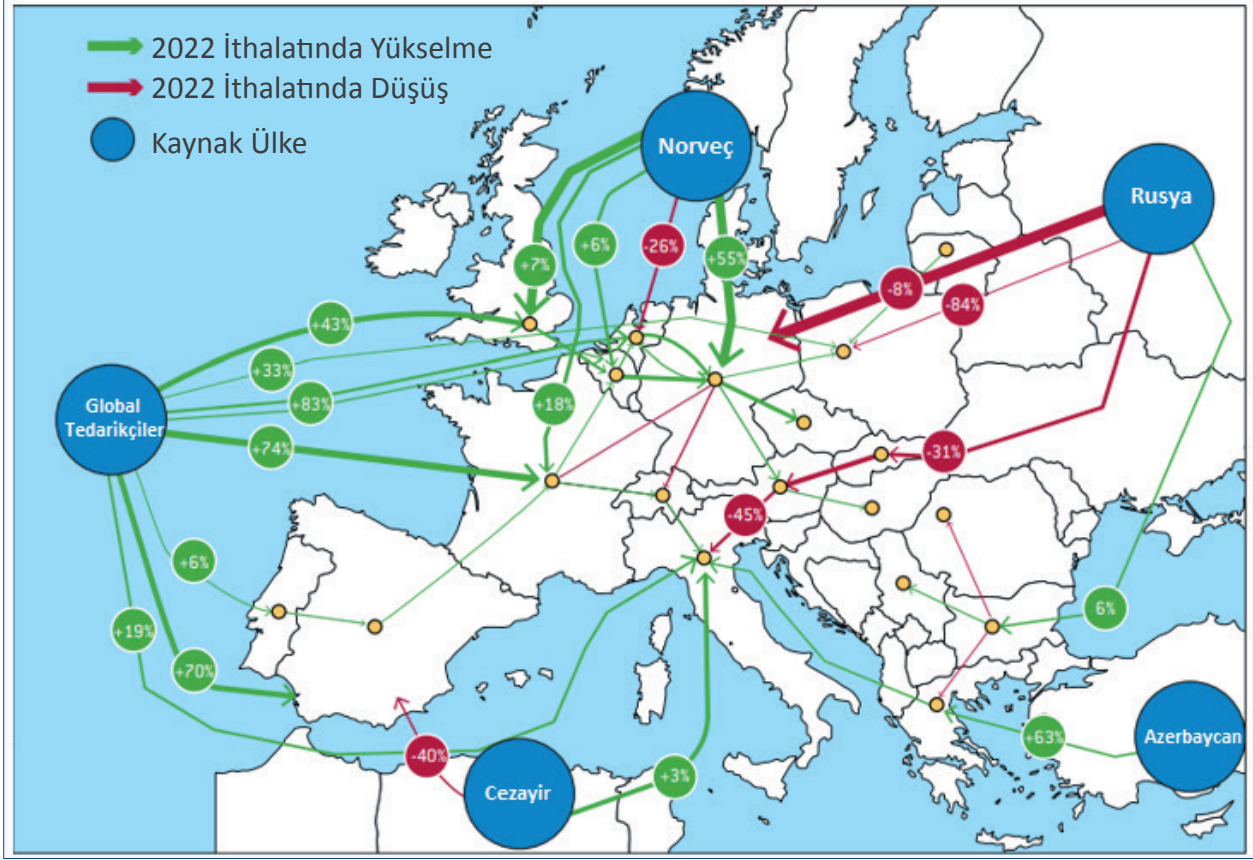 2022 İthalatında Yükselme
2022 İthalatında Düşüş
Kaynak Ülke
Norveç
Rusya
+6%
-26%
+7%
+55%
-8%
-84%
+43%
+33%
+83%
+18%
Global
Tedarikçiler
+74%
-31%
-45%
+6%
6%
+19%
+70%
-40%
+3%
+63%
Azerbaycan
Cezayir